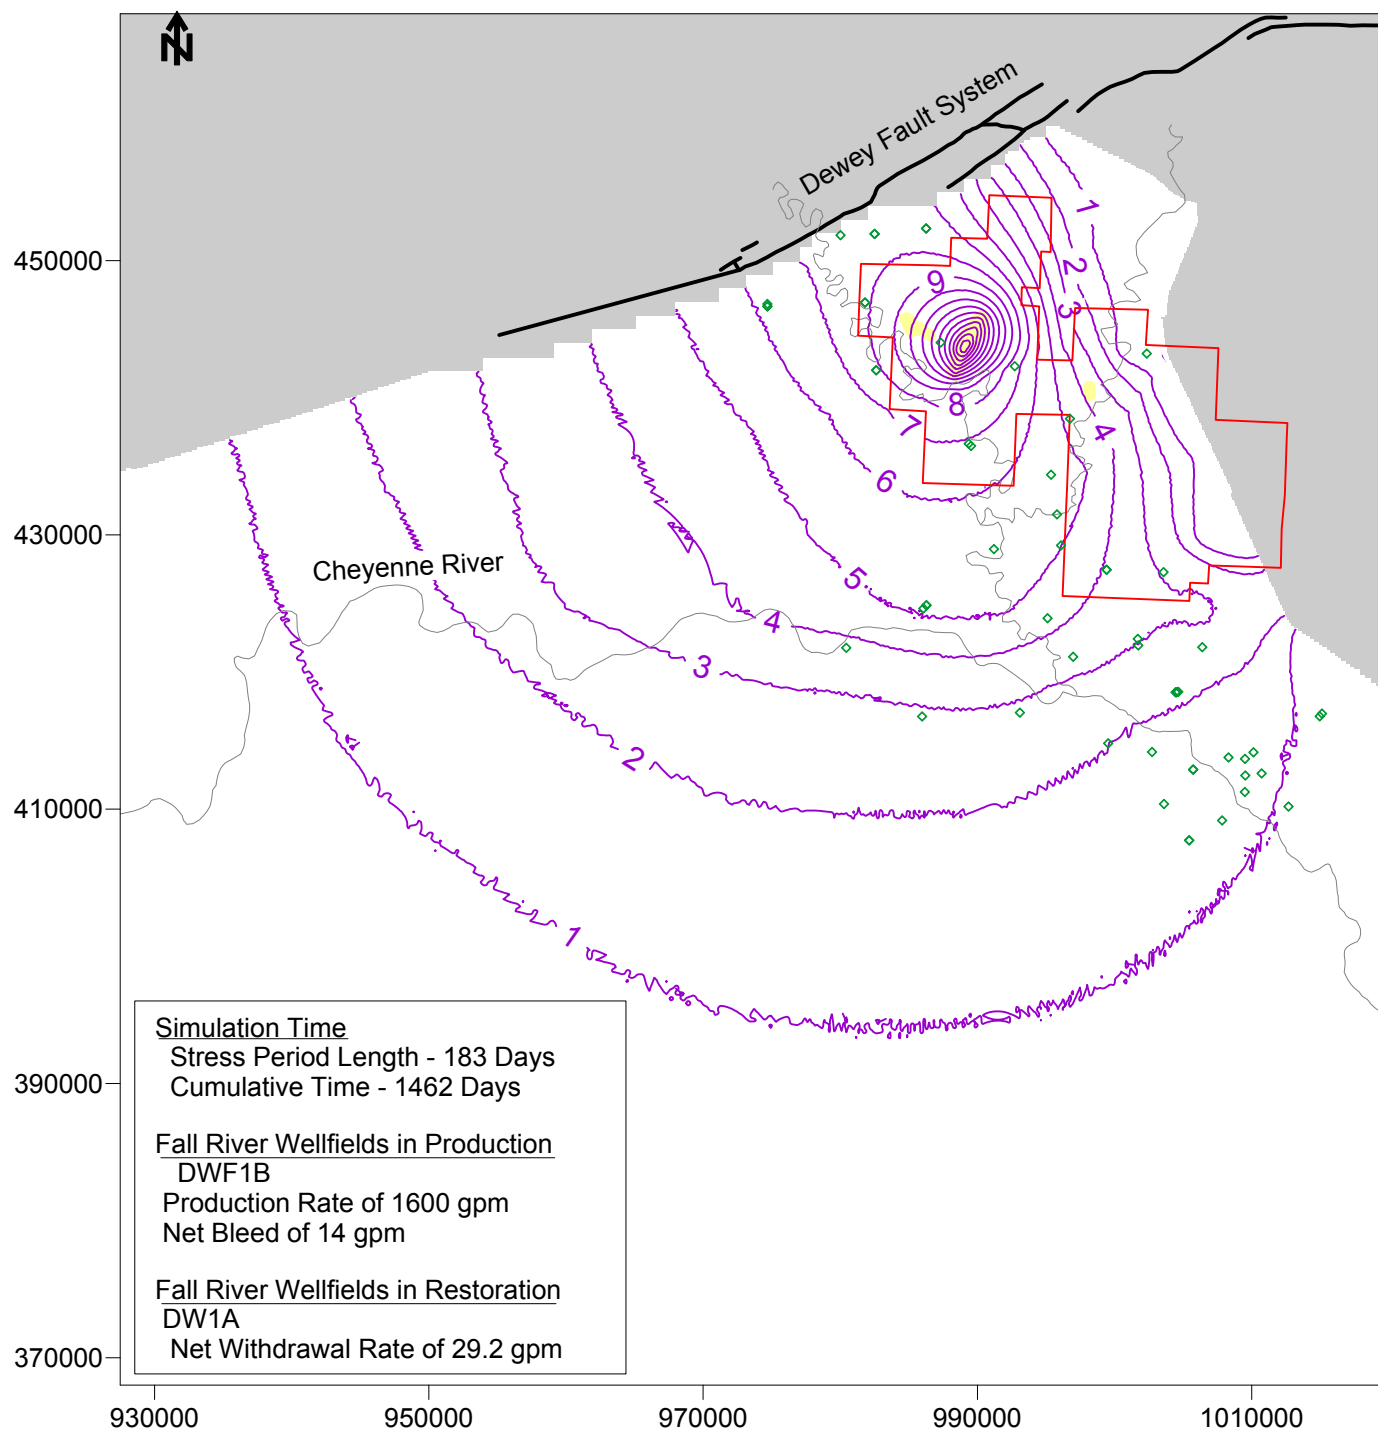 N
Dewey Fault System
1
2
3
4
9
8
7
6
5
4
3
2
1
Cheyenne River
450000
430000
410000
390000
370000
930000
950000
970000
990000
1010000
Simulation Time
Stress Period Length - 183 Days
Cumulative Time - 1462 Days
Fall River Wellfields in Production
DWF1B
Production Rate of 1600 gpm
Net Bleed of 14 gpm
Fall River Wellfields in Restoration
DW1A
Net Withdrawal Rate of 29.2 gpm